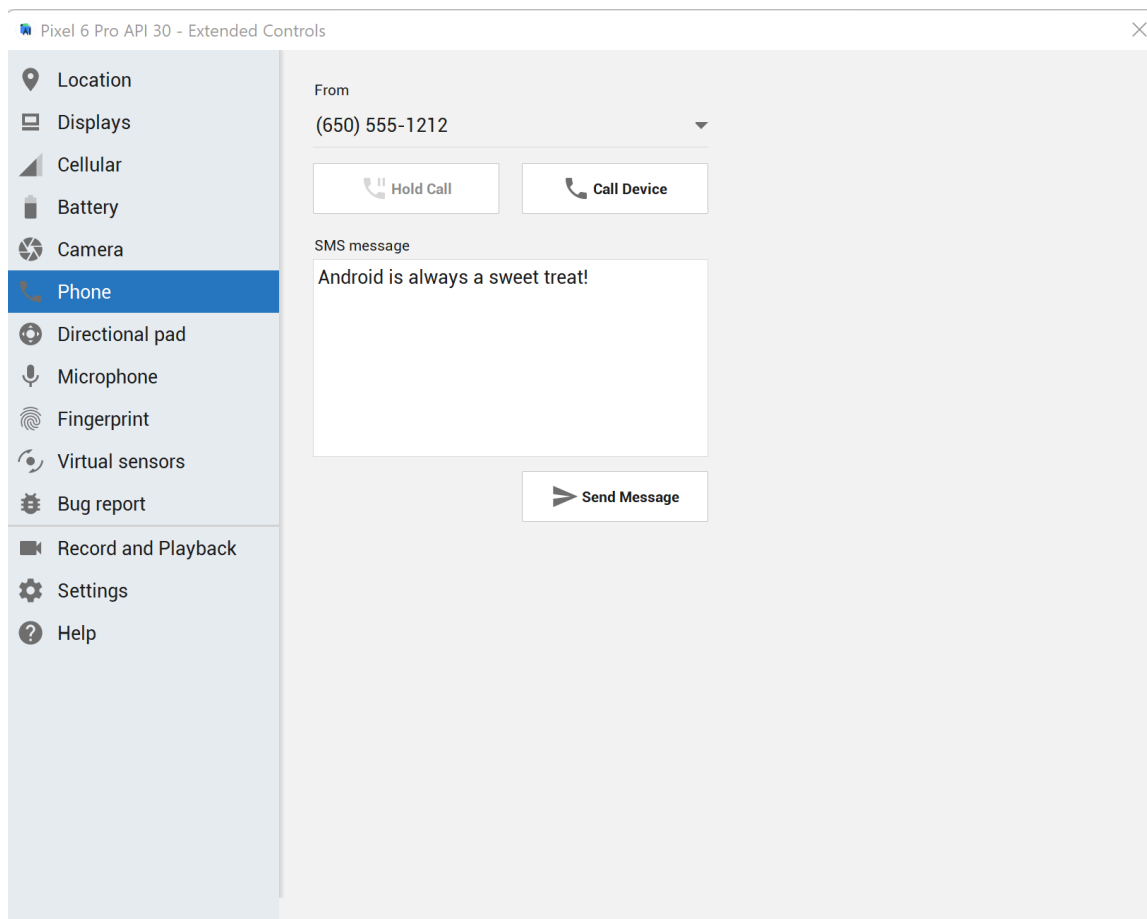 Pixel 6 Pro API 30 - Extended Controls
Location
Displays
Cellular
Battery
Camera
Phone
Directional pad
Microphone
Fingerprint
Virtual sensors
Bug report
Record and Playback
Settings
Help
From
(650) 555-1212
Hold Call
Call Device
SMS message
Android is always a sweet treat!
Send Message